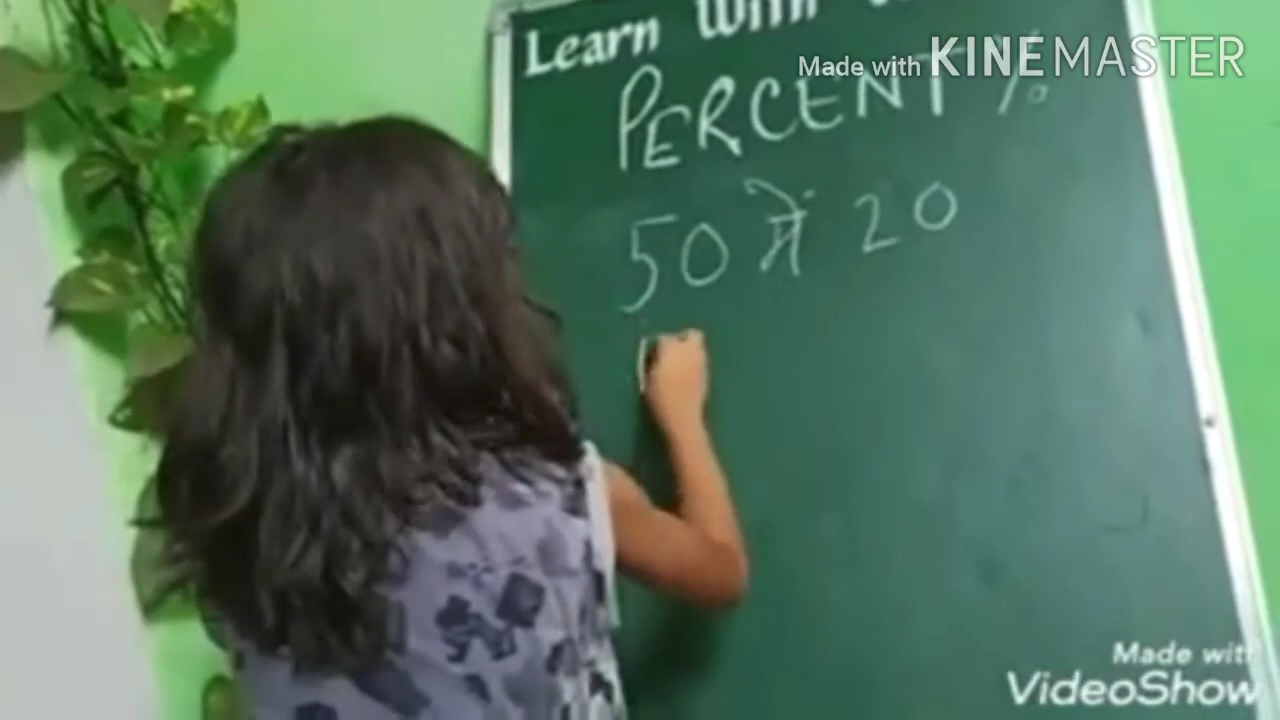 Learn With
Made with KINEMASTER
PERCENT %
50 में 20
Made with
VideoShow